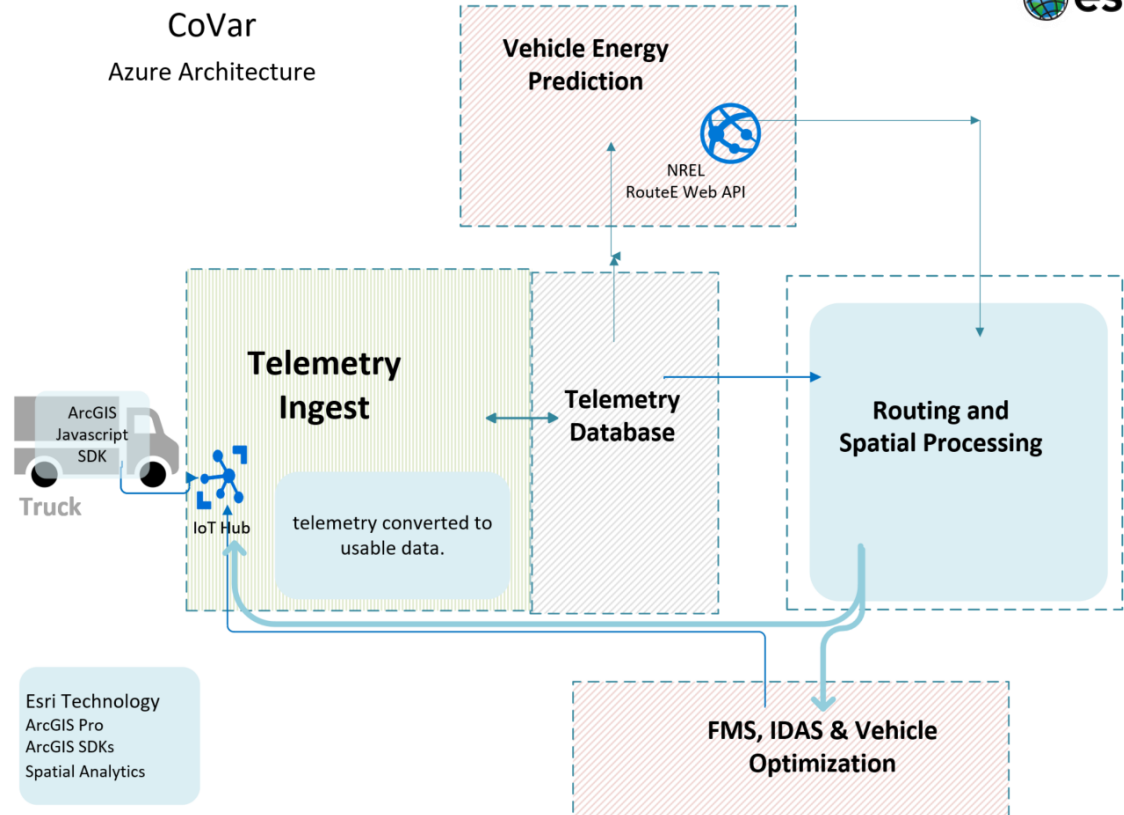 CoVar
Azure Architecture
es
Vehicle Energy
Prediction
NREL
RouteE Web API
Telemetry
Ingest
Telemetry
Database
Routing and
Spatial Processing
ArcGIS
Javascript
SDK
Truck
IoT Hub
telemetry converted to
usable data.
Esri Technology
ArcGIS Pro
ArcGIS SDKs
Spatial Analytics
FMS, IDAS & Vehicle
Optimization